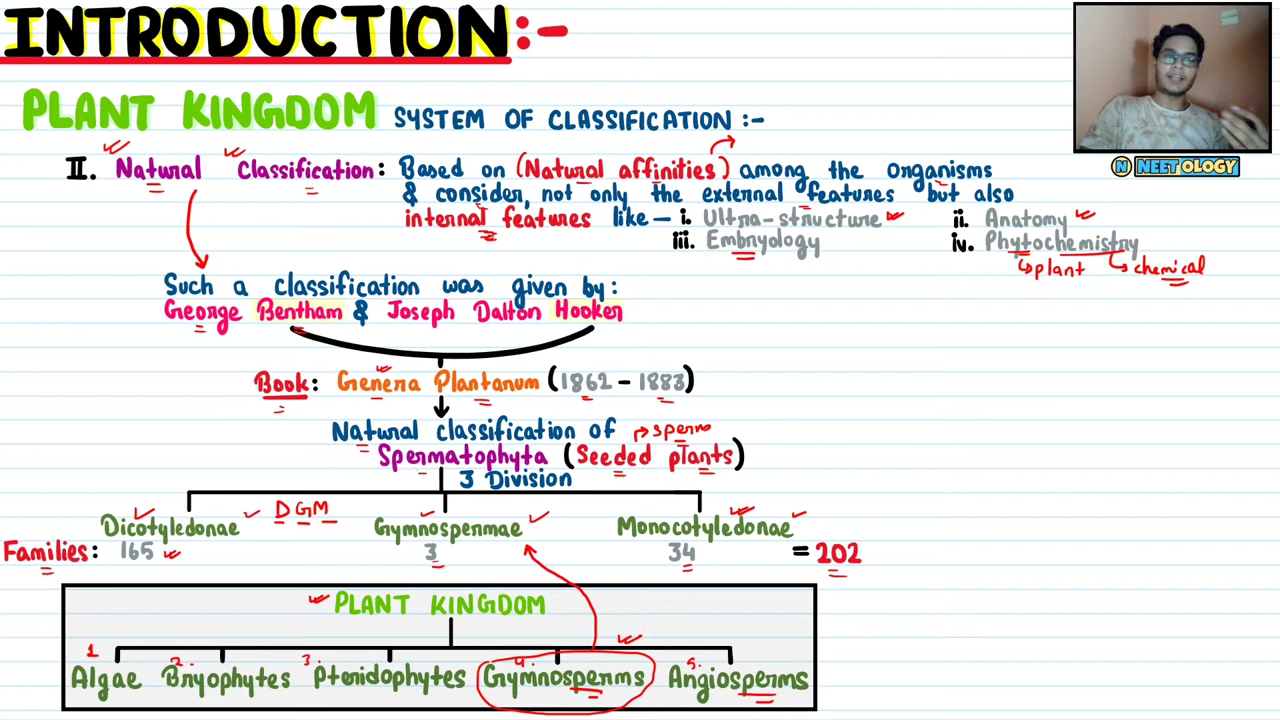 INTRODUCTION:-
PLANT KINGDOM SYSTEM OF CLASSIFICATION :-
NEETOLOGY
II. Natural Classification: Based on (Natural affinities) among the organisms
& consider, not only the external features but also
internal features like — i. Ultra-structure ii. Anatomy
iii. Embryology iv. Phytochemistry
plant chemical
Such a classification was given by:
George Bentham & Joseph Dalton Hooker
Book: Genera Plantanum (1862 - 1883)
Natural classification of sperms
Spermatophyta (Seeded plants)
3 Division
DGM
Dicotyledonae Gymnospermae Monocotyledonae
Families: 165 3 34 = 202
PLANT KINGDOM
1 2. 3. 4. 5.
Algae Bryophytes Pteridophytes Gymnosperms Angiosperms